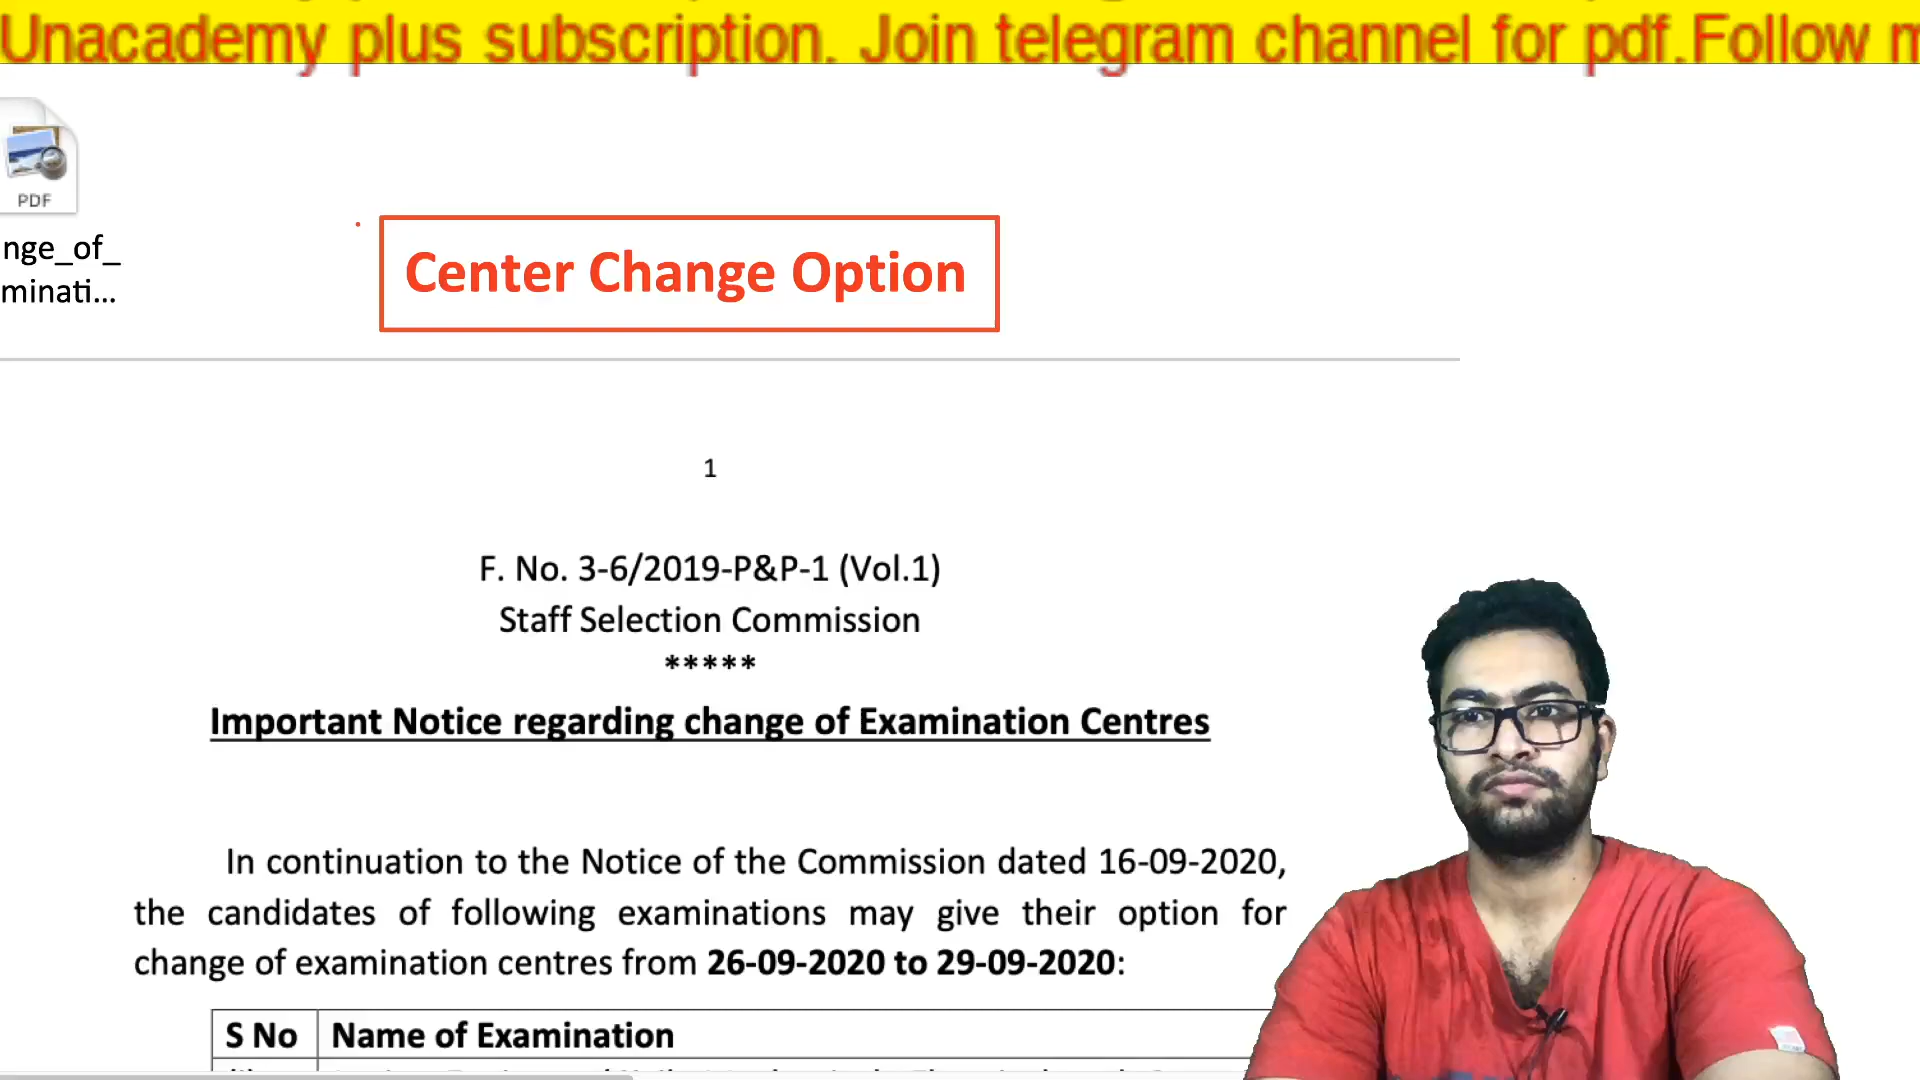 Unacademy plus subscription. Join telegram channel for pdf.Follow m
PDF
nge_of_
minati...
Center Change Option
1
F. No. 3-6/2019-P&P-1 (Vol.1)
Staff Selection Commission
*****
Important Notice regarding change of Examination Centres
In continuation to the Notice of the Commission dated 16-09-2020,
the candidates of following examinations may give their option for
change of examination centres from 26-09-2020 to 29-09-2020:
S No Name of Examination